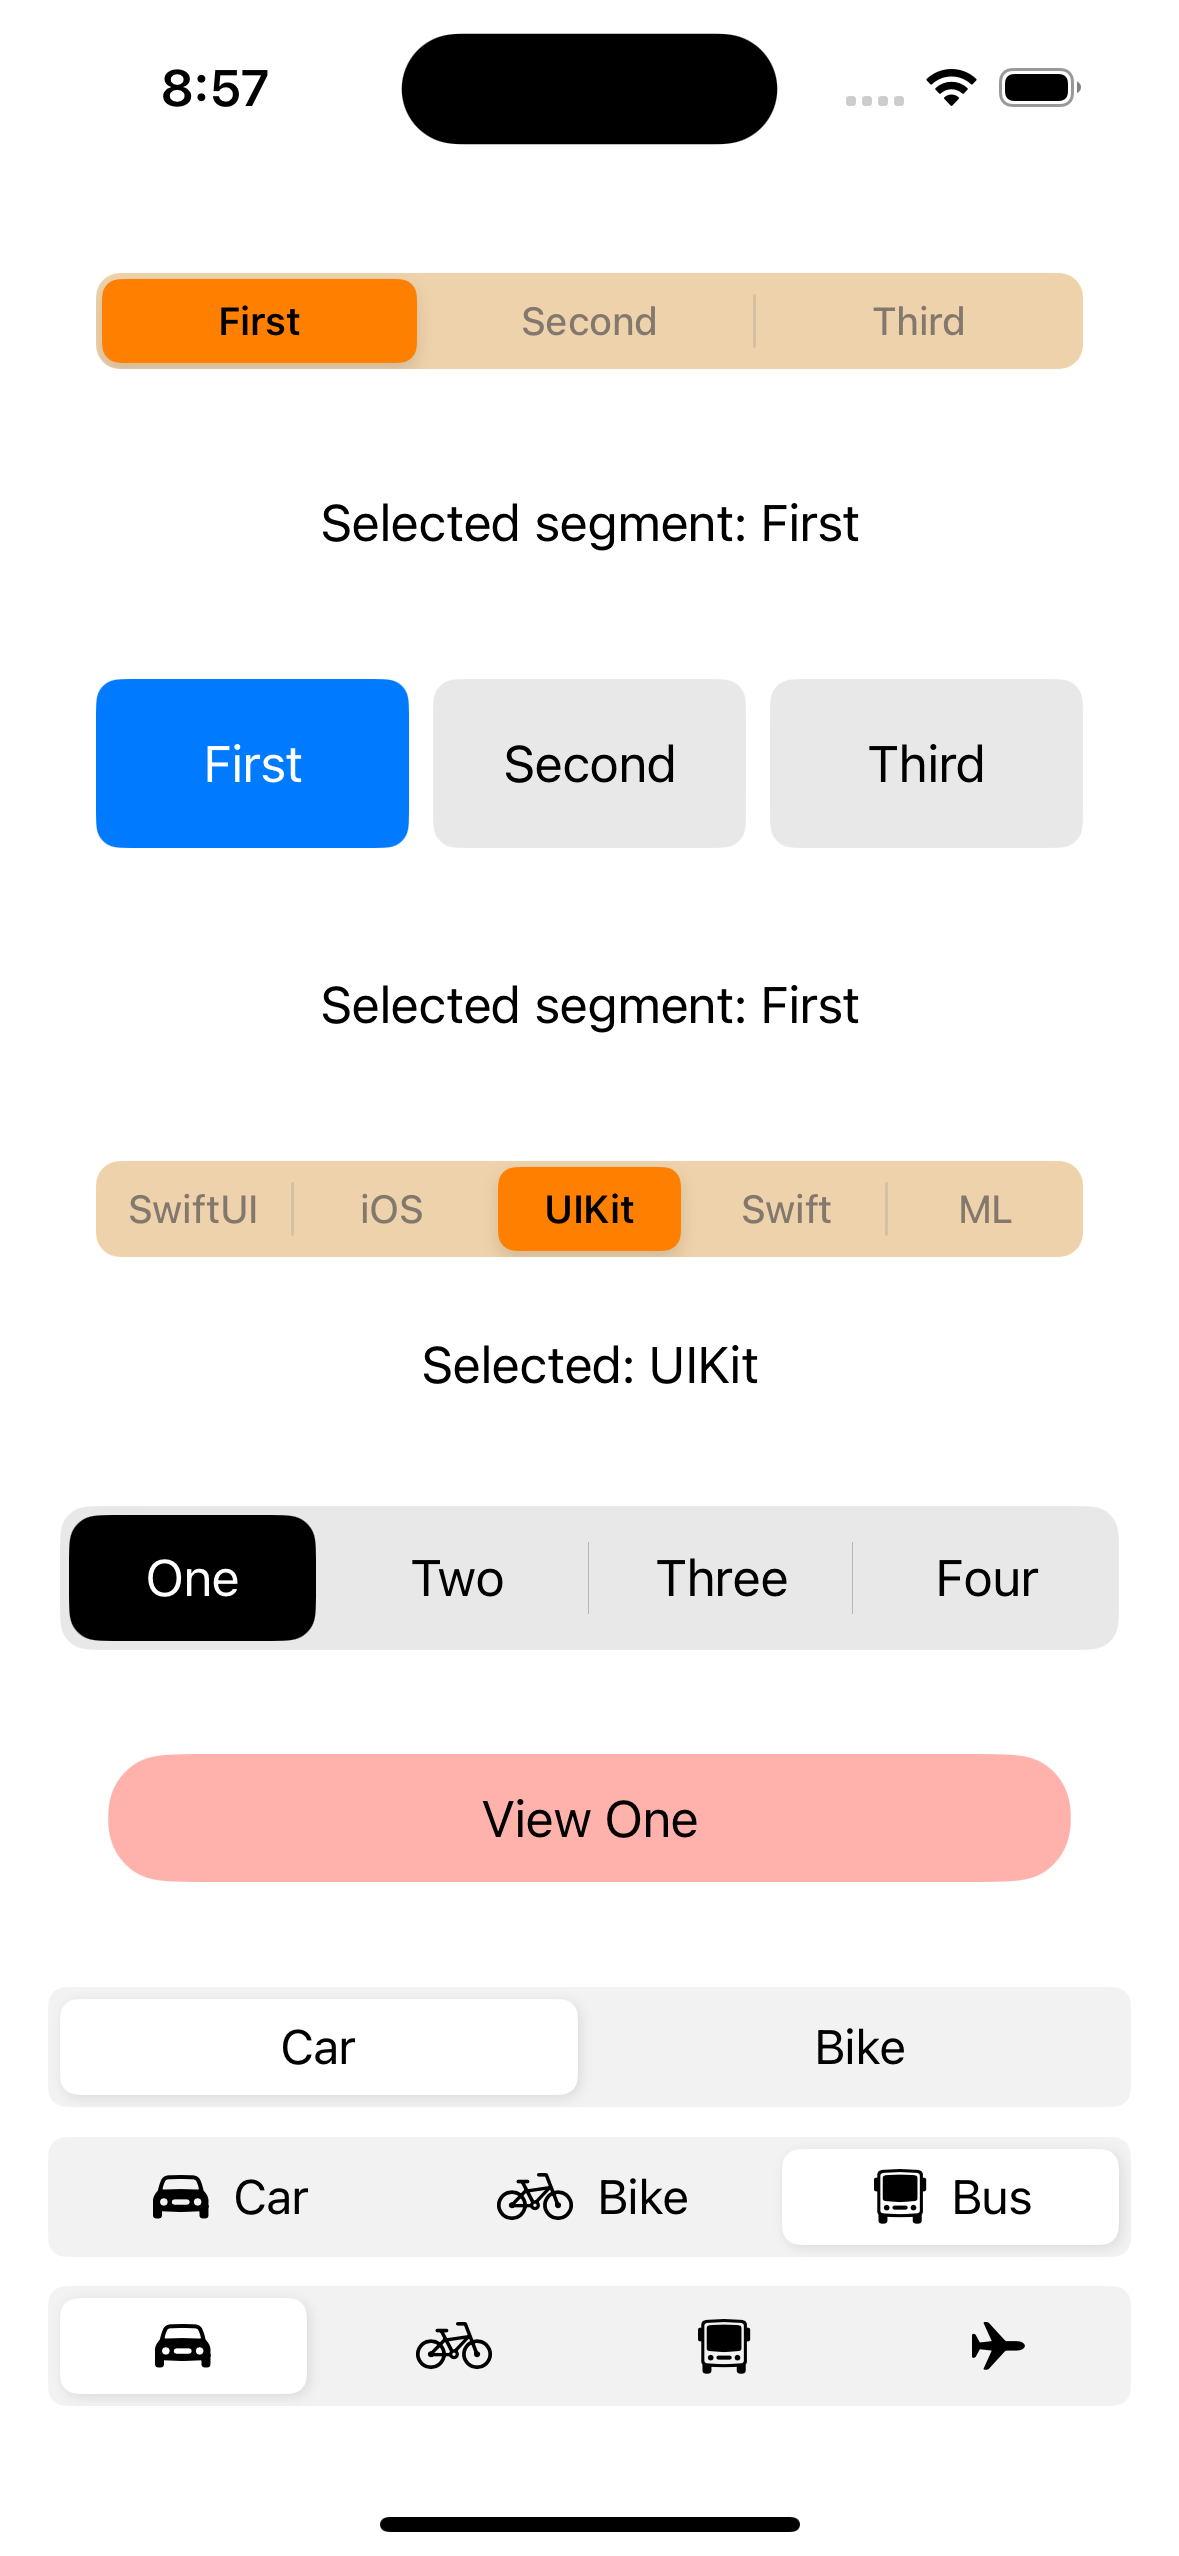 8:57
First Second Third
Selected segment: First
First Second Third
Selected segment: First
SwiftUI iOS UIKit Swift ML
Selected: UIKit
One Two Three Four
View One
Car Bike
Car Bike Bus